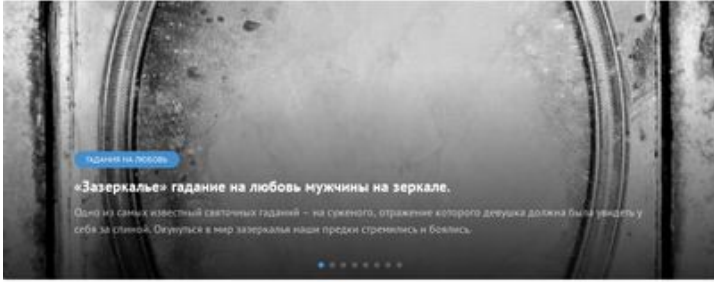 ГАДАНИЯ НА ЛЮБОВЬ
«Зазеркалье» гадание на любовь мужчины на зеркале.
Одно из самых известный святочных гаданий – на суженого, отражение которого девушка должна была увидеть у
себя за спиной. Окунуться в мир зазеркалья наши предки стремились и боялись.